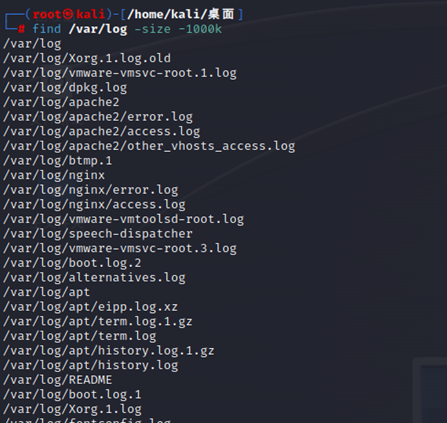 ┌──(root㉿kali)-[/home/kali/桌面]
└─# find /var/log -size -1000k
/var/log
/var/log/Xorg.1.log.old
/var/log/vmware-vmsvc-root.1.log
/var/log/dpkg.log
/var/log/apache2
/var/log/apache2/error.log
/var/log/apache2/access.log
/var/log/apache2/other_vhosts_access.log
/var/log/btmp.1
/var/log/nginx
/var/log/nginx/error.log
/var/log/nginx/access.log
/var/log/vmware-vmtoolsd-root.log
/var/log/speech-dispatcher
/var/log/vmware-vmsvc-root.3.log
/var/log/boot.log.2
/var/log/alternatives.log
/var/log/apt
/var/log/apt/eipp.log.xz
/var/log/apt/term.log.1.gz
/var/log/apt/term.log
/var/log/apt/history.log.1.gz
/var/log/apt/history.log
/var/log/README
/var/log/boot.log.1
/var/log/Xorg.1.log
/var/log/fontconfig.log